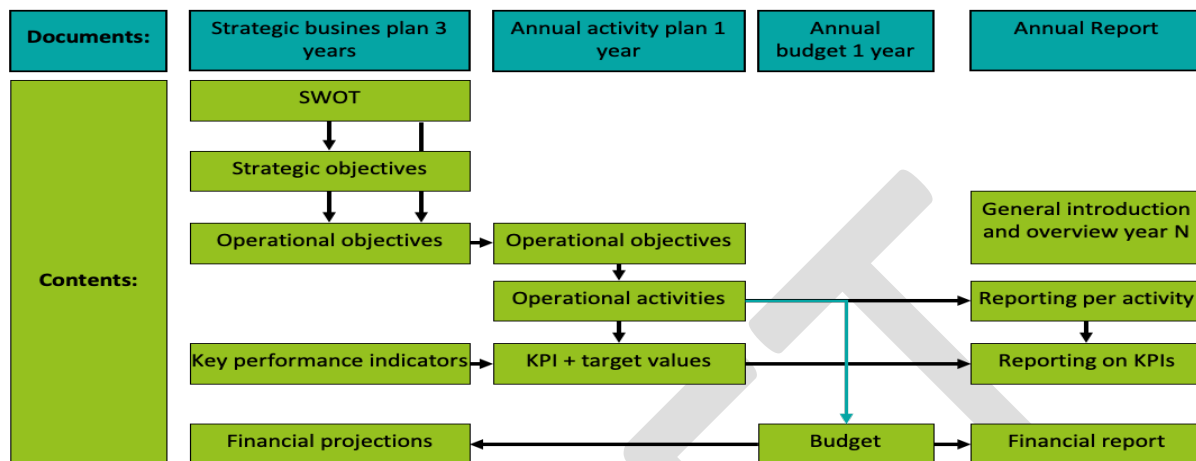 Documents:
Strategic busines plan 3
years
Annual activity plan 1
year
Annual
budget 1 year
Annual Report
Contents:
SWOT
Strategic objectives
Operational objectives
Operational objectives
General introduction
and overview year N
Operational activities
Reporting per activity
Key performance indicators
KPI + target values
Reporting on KPIs
Financial projections
Budget
Financial report